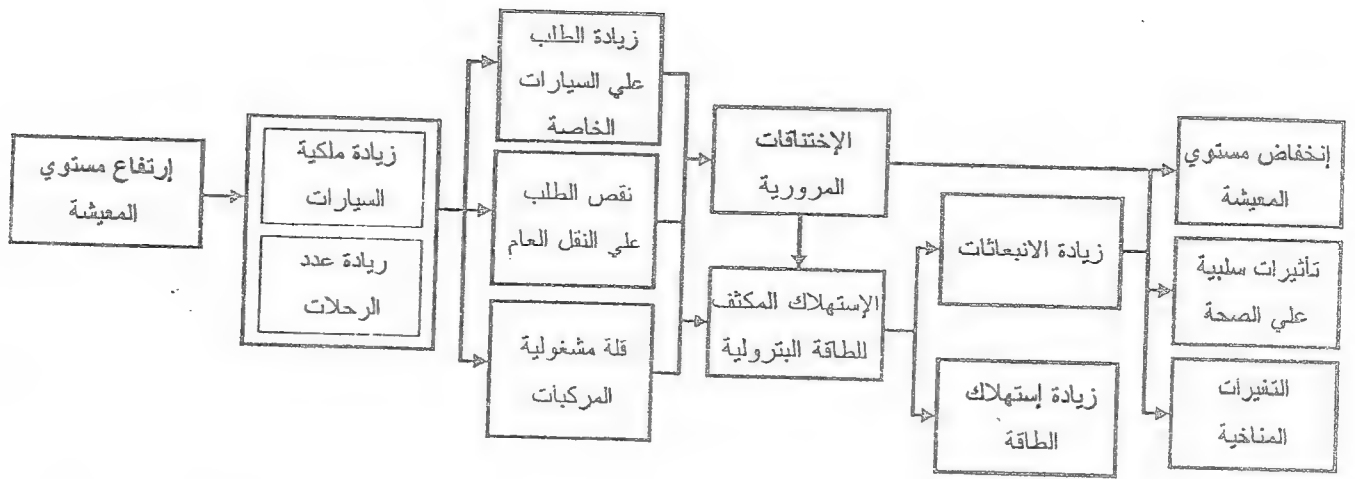 إرتفاع مستوي
المعيشة
زيادة ملكية
السيارات
ريادة عدد
الرحلات
زيادة الطلب
علي السيارات
الخاصة
نقص الطلب
علي النقل العام
قلة مشغولية
المركبات
الإختناقات
المرورية
الإستهلاك المكثف
للطاقة البترولية
زيادة الانبعاثات
زيادة إستهلاك
الطاقة
إنخفاض مستوي
المعيشة
تأثيرات سلبية
علي الصحة
التغيرات
المناخية